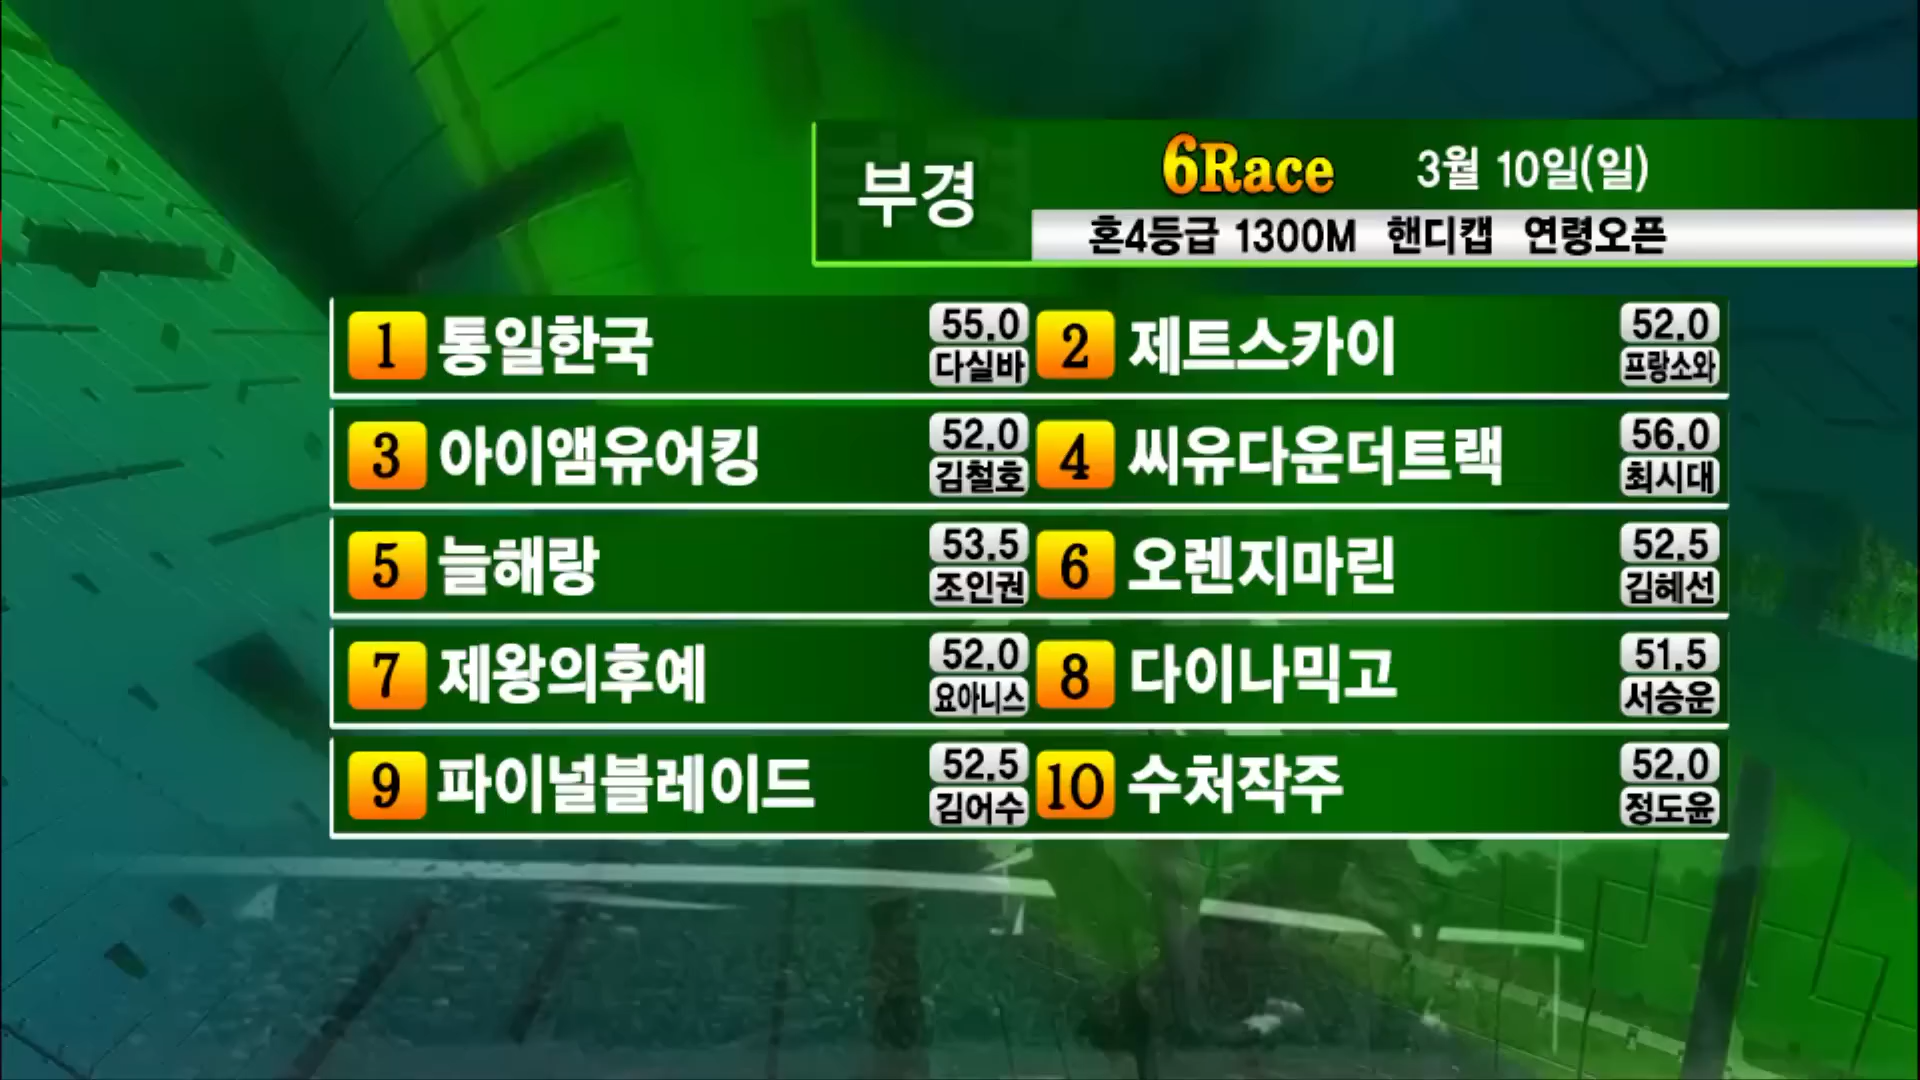 부경
6Race 3월 10일(일)
혼4등급 1300M 핸디캡 연령오픈
1 통일한국 55.0 다실바
2 제트스카이 52.0 프랑소와
3 아이앰유어킹 52.0 김철호
4 씨유다운더트랙 56.0 최시대
5 늘해랑 53.5 조인권
6 오렌지마린 52.5 김혜선
7 제왕의후예 52.0 요아니스
8 다이나믹고 51.5 서승운
9 파이널블레이드 52.5 김어수
10 수처작주 52.0 정도윤